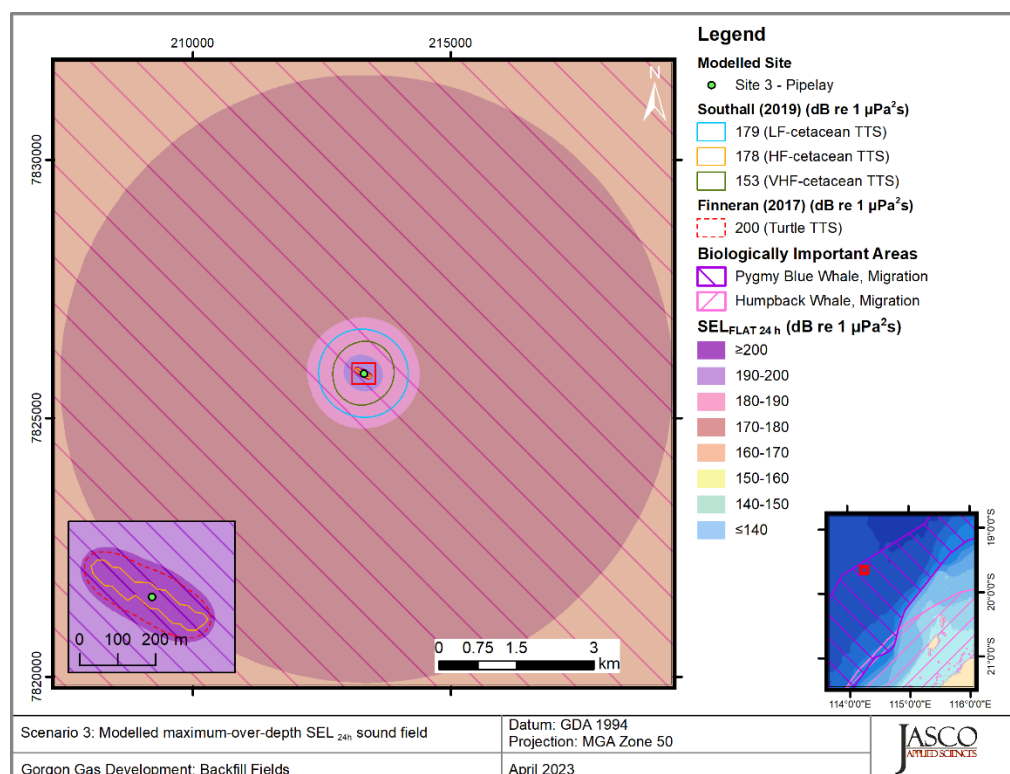 210000
215000
7830000
7825000
7820000
N
0 100 200 m
0 0.75 1.5 3
km
Legend
Modelled Site
Site 3 - Pipelay
Southall (2019) (dB re 1 µPa²s)
179 (LF-cetacean TTS)
178 (HF-cetacean TTS)
153 (VHF-cetacean TTS)
Finneran (2017) (dB re 1 µPa²s)
200 (Turtle TTS)
Biologically Important Areas
Pygmy Blue Whale, Migration
Humpback Whale, Migration
SELFLAT 24 h (dB re 1 µPa²s)
≥200
190-200
180-190
170-180
160-170
150-160
140-150
≤140
19°0'0"S
20°0'0"S
21°0'0"S
114°0'0"E 115°0'0"E 116°0'0"E
Scenario 3: Modelled maximum-over-depth SEL 24h sound field
Datum: GDA 1994
Projection: MGA Zone 50
Gorgon Gas Development: Backfill Fields
April 2023
JASCO
APPLIED SCIENCES